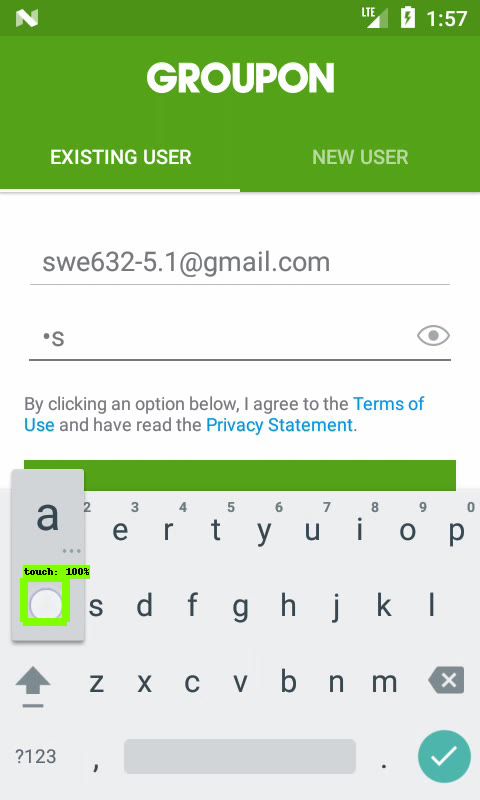 LTE 1:57
GROUPON
EXISTING USER NEW USER
swe632-5.1@gmail.com
•s
By clicking an option below, I agree to the Terms of
Use and have read the Privacy Statement.
a
2 3 4 5 6 7 8 9 0
e r t y u i o p
touch: 100%
s d f g h j k l
z x c v b n m
?123 , .